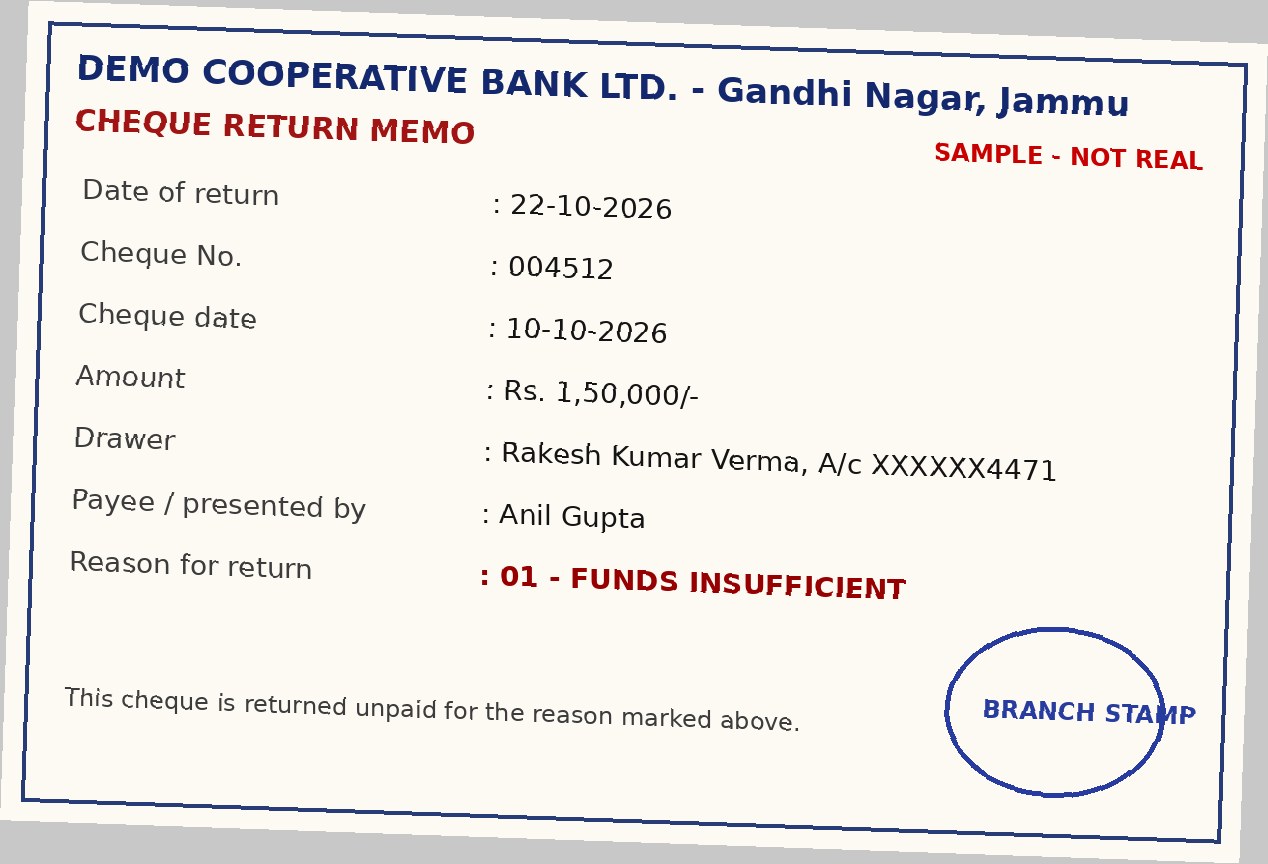 DEMO COOPERATIVE BANK LTD. - Gandhi Nagar, Jammu
CHEQUE RETURN MEMO
SAMPLE - NOT REAL
Date of return : 22-10-2026
Cheque No. : 004512
Cheque date : 10-10-2026
Amount : Rs. 1,50,000/-
Drawer : Rakesh Kumar Verma, A/c XXXXXX4471
Payee / presented by : Anil Gupta
Reason for return : 01 - FUNDS INSUFFICIENT
This cheque is returned unpaid for the reason marked above.
BRANCH STAMP